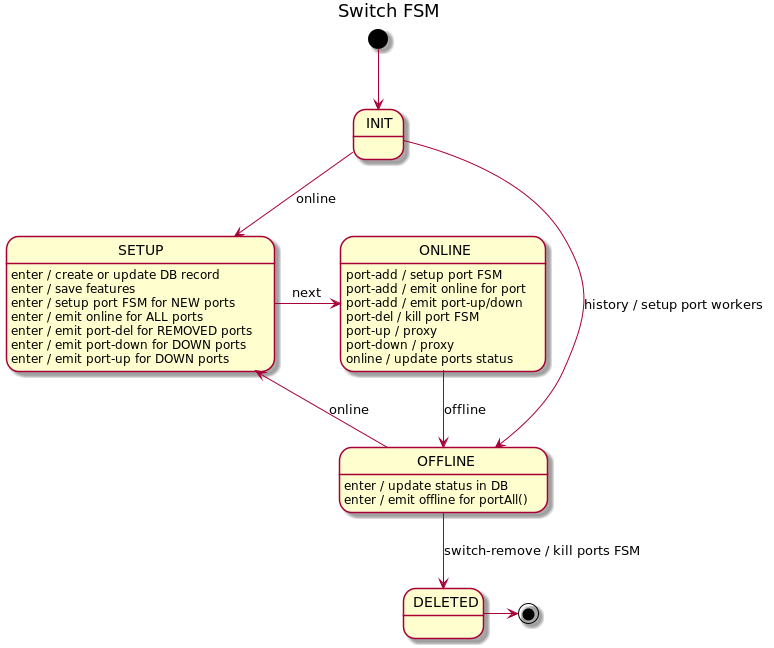 Switch FSM
INIT
online
SETUP
enter / create or update DB record
enter / save features
enter / setup port FSM for NEW ports
enter / emit online for ALL ports
enter / emit port-del for REMOVED ports
enter / emit port-down for DOWN ports
enter / emit port-up for DOWN ports
next
ONLINE
port-add / setup port FSM
port-add / emit online for port
port-add / emit port-up/down
port-del / kill port FSM
port-up / proxy
port-down / proxy
online / update ports status
history / setup port workers
online
offline
OFFLINE
enter / update status in DB
enter / emit offline for portAll()
switch-remove / kill ports FSM
DELETED